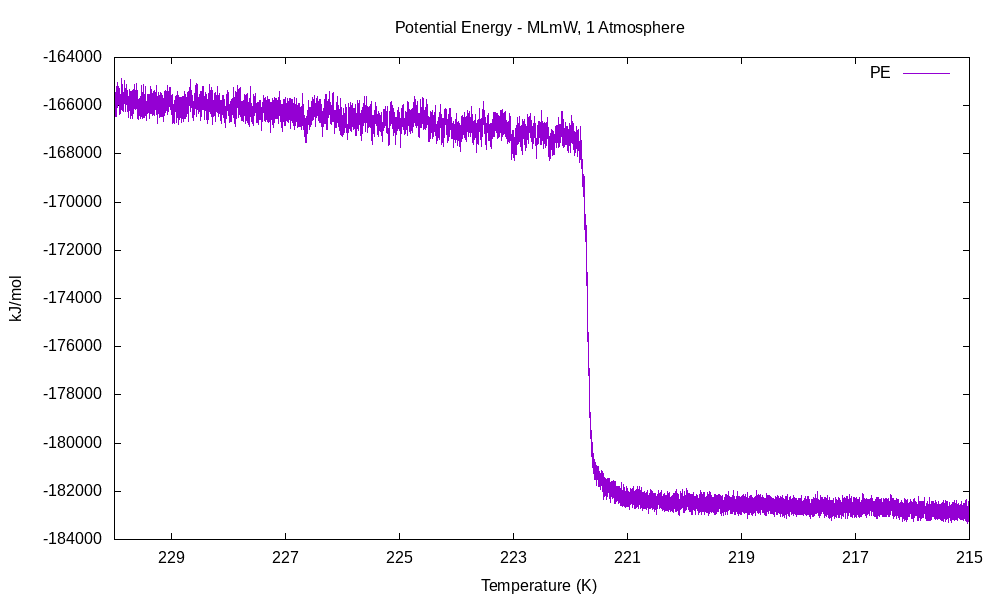 Potential Energy - MLmW, 1 Atmosphere
PE
-164000
-166000
-168000
-170000
-172000
-174000
-176000
-178000
-180000
-182000
-184000
kJ/mol
229 227 225 223 221 219 217 215
Temperature (K)